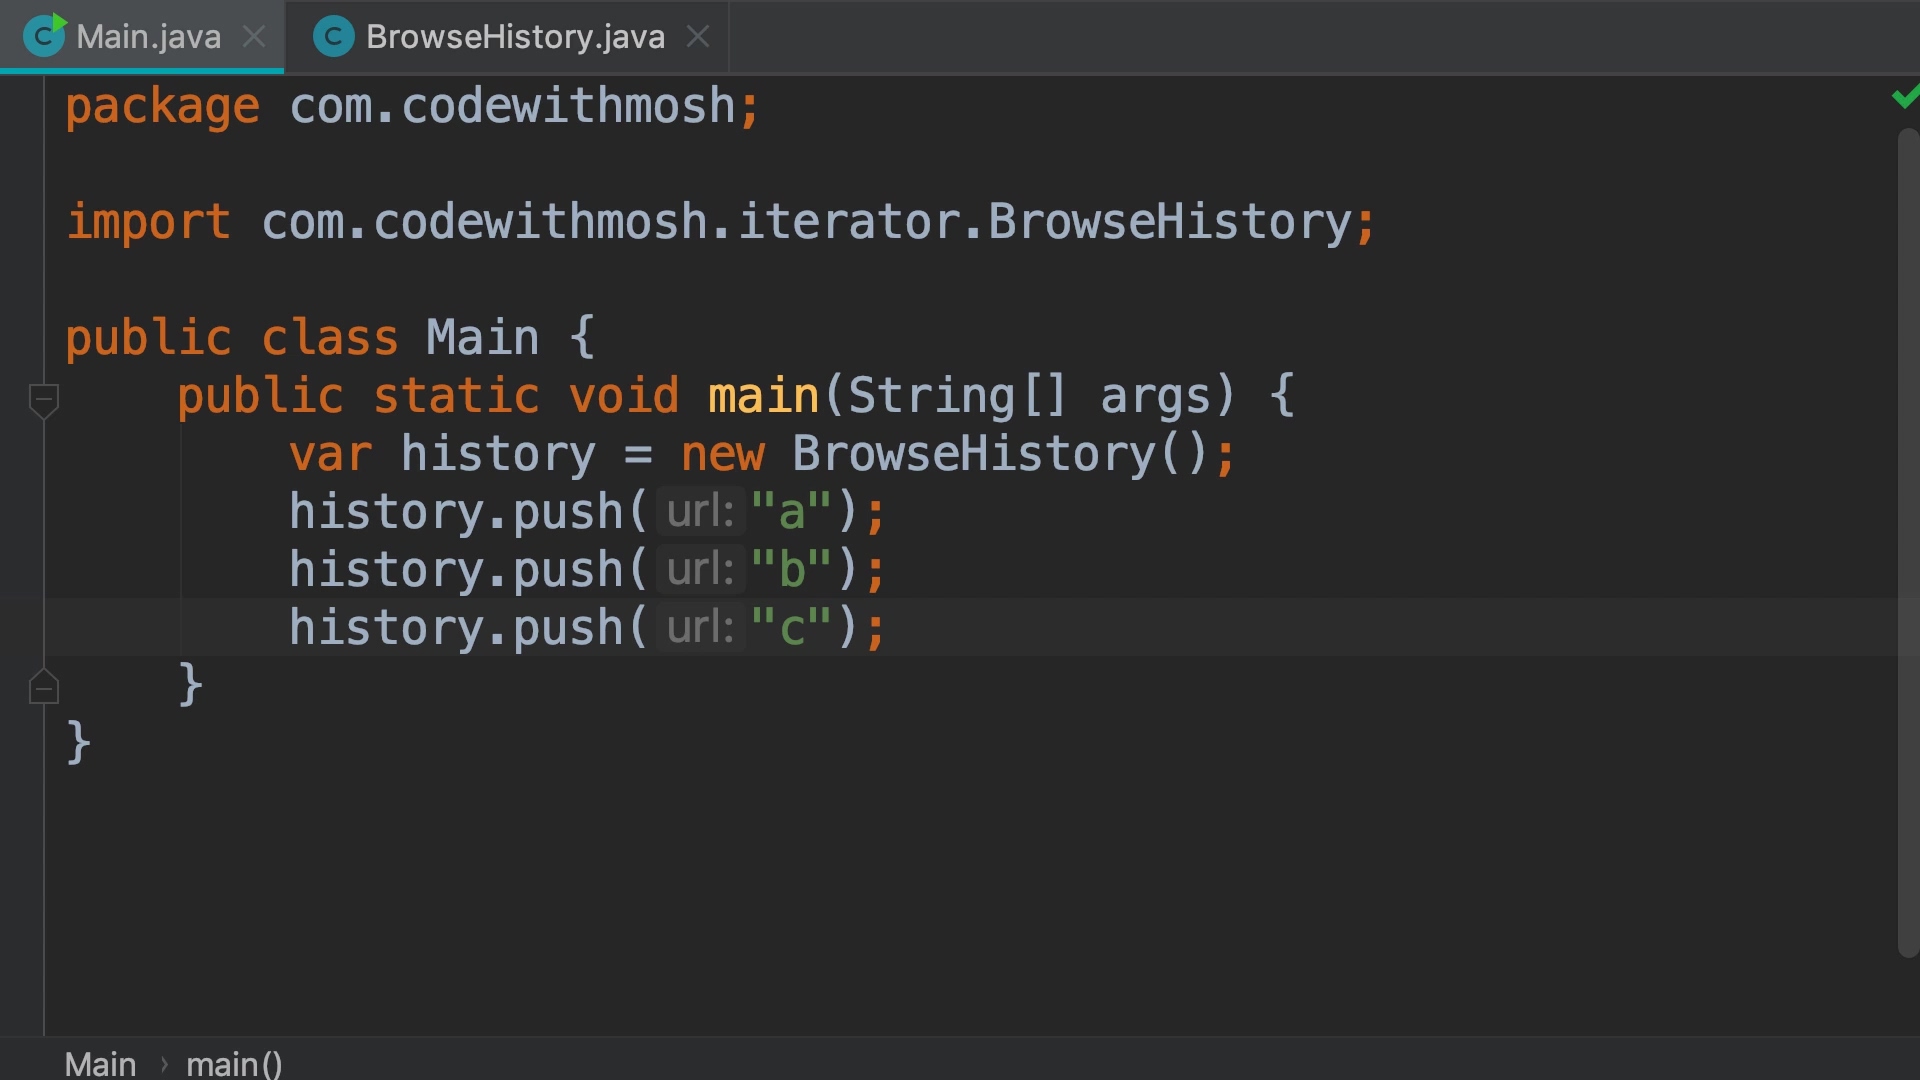 Main.java BrowseHistory.java
package com.codewithmosh;
import com.codewithmosh.iterator.BrowseHistory;
public class Main {
public static void main(String[] args) {
var history = new BrowseHistory();
history.push( url: "a");
history.push( url: "b");
history.push( url: "c");
}
}
Main › main()